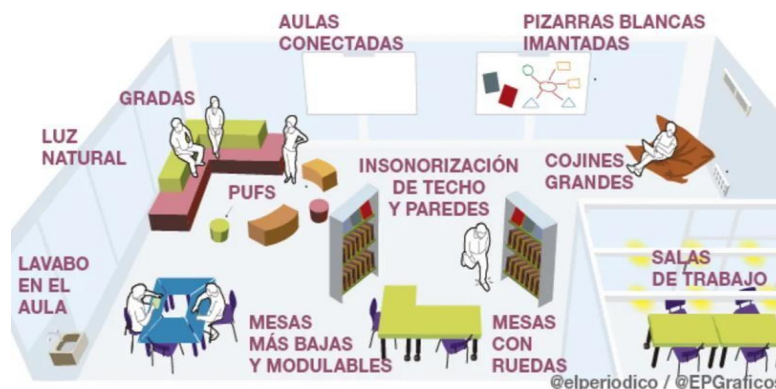 AULAS
CONECTADAS
PIZARRAS BLANCAS
IMANTADAS
GRADAS
LUZ
NATURAL
PUFS
INSONORIZACIÓN
DE TECHO
Y PAREDES
COJINES
GRANDES
LAVABO
EN EL
AULA
MESAS
MÁS BAJAS
Y MODULABLES
MESAS
CON
RUEDAS
SALAS
DE TRABAJO
@elperiodico / @EPGraficos